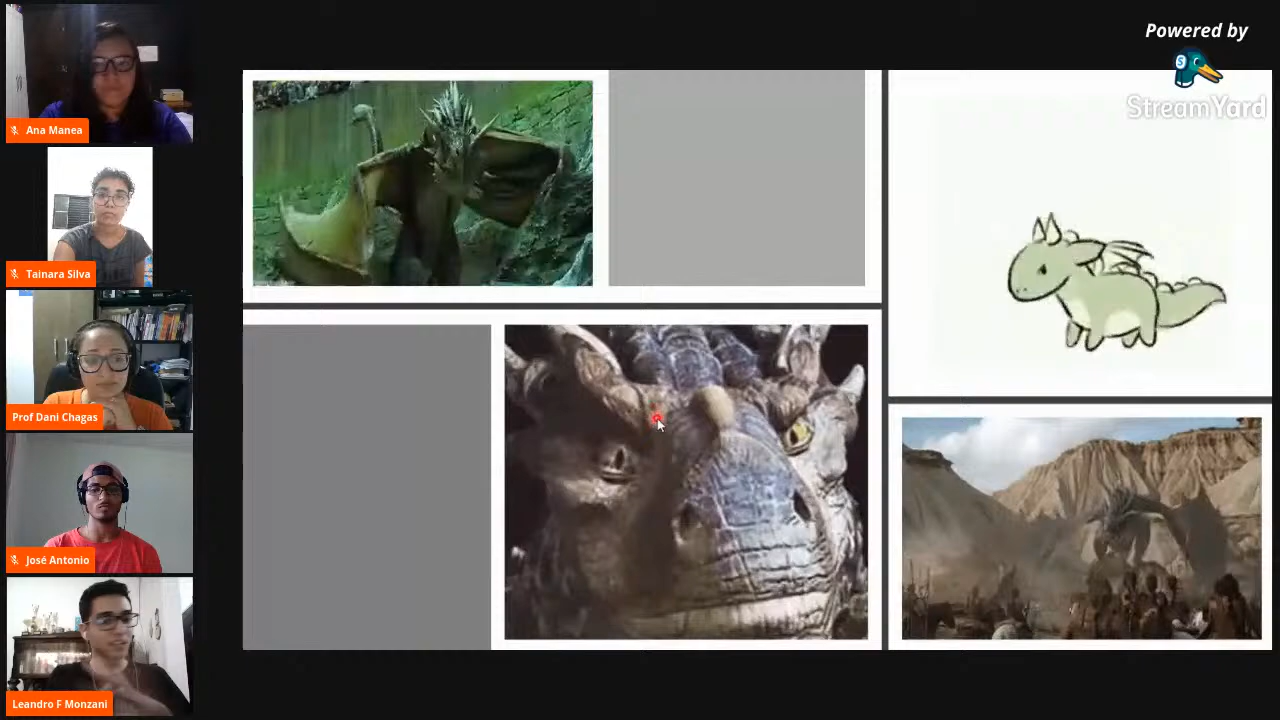 Powered by
StreamYard
Ana Manea
Tainara Silva
Prof Dani Chagas
José Antonio
Leandro F Monzani